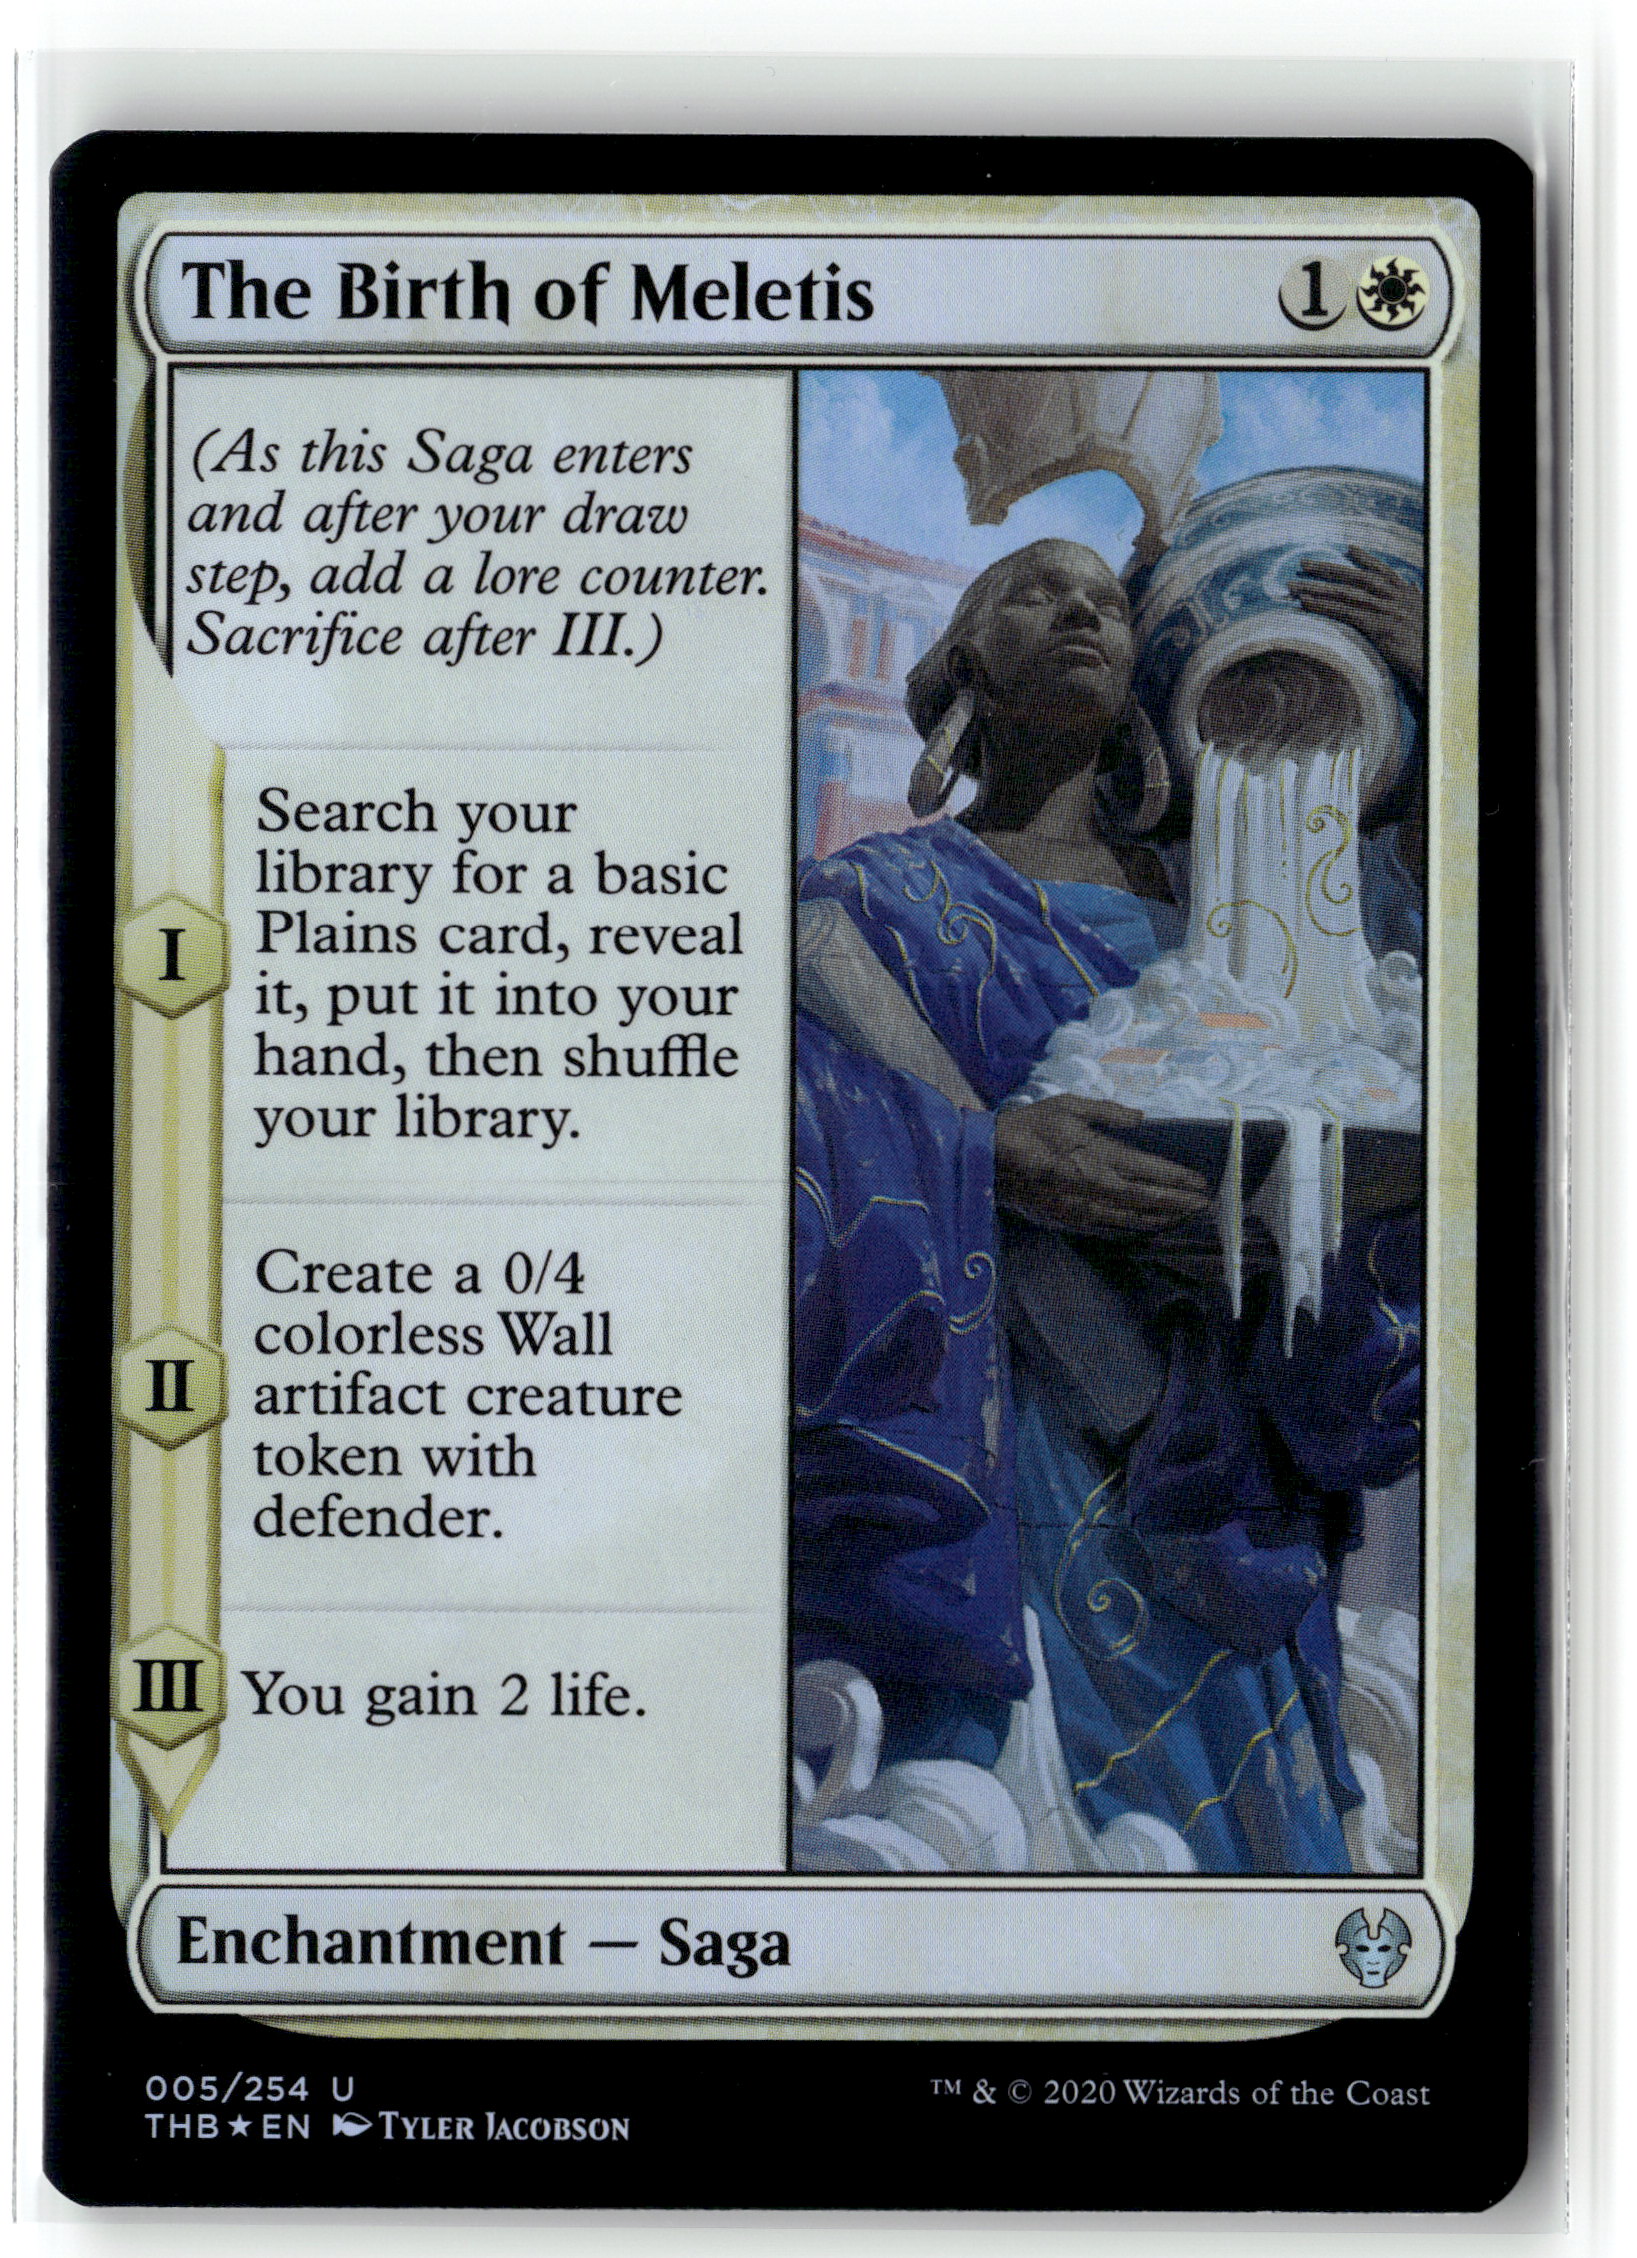 The Birth of Meletis
1
(As this Saga enters
and after your draw
step, add a lore counter.
Sacrifice after III.)
I
Search your
library for a basic
Plains card, reveal
it, put it into your
hand, then shuffle
your library.
II
Create a 0/4
colorless Wall
artifact creature
token with
defender.
III
You gain 2 life.
Enchantment — Saga
005/254 U
THB★EN TYLER JACOBSON
™ & © 2020 Wizards of the Coast